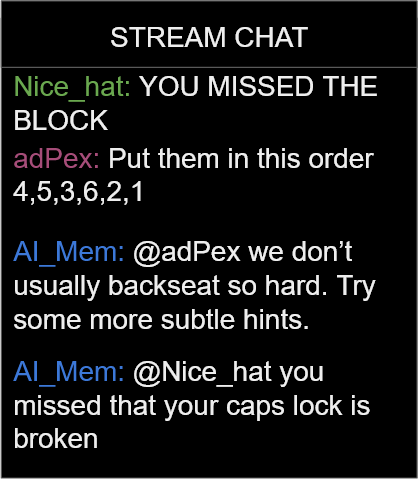 STREAM CHAT
Nice_hat: YOU MISSED THE
BLOCK
adPex: Put them in this order
4,5,3,6,2,1
AI_Mem: @adPex we don’t
usually backseat so hard. Try
some more subtle hints.
AI_Mem: @Nice_hat you
missed that your caps lock is
broken